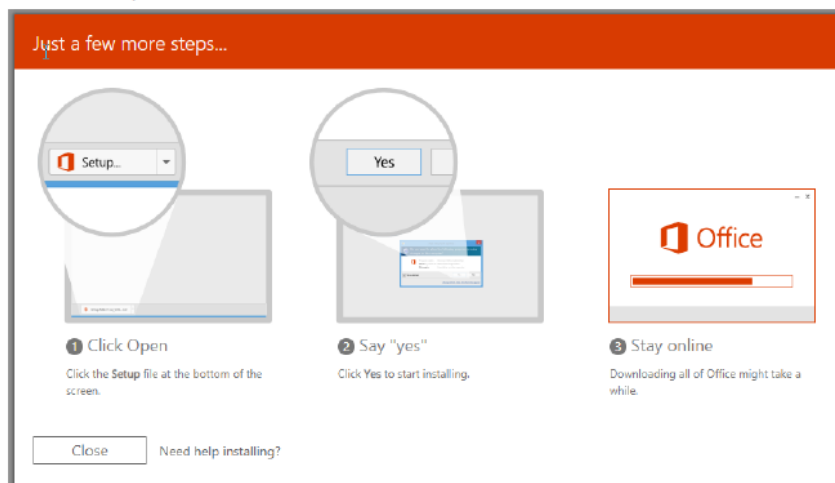 Just a few more steps...
Setup...
Yes
Office
1 Click Open
2 Say "yes"
3 Stay online
Click the Setup file at the bottom of the
screen.
Click Yes to start installing.
Downloading all of Office might take a
while.
Close
Need help installing?